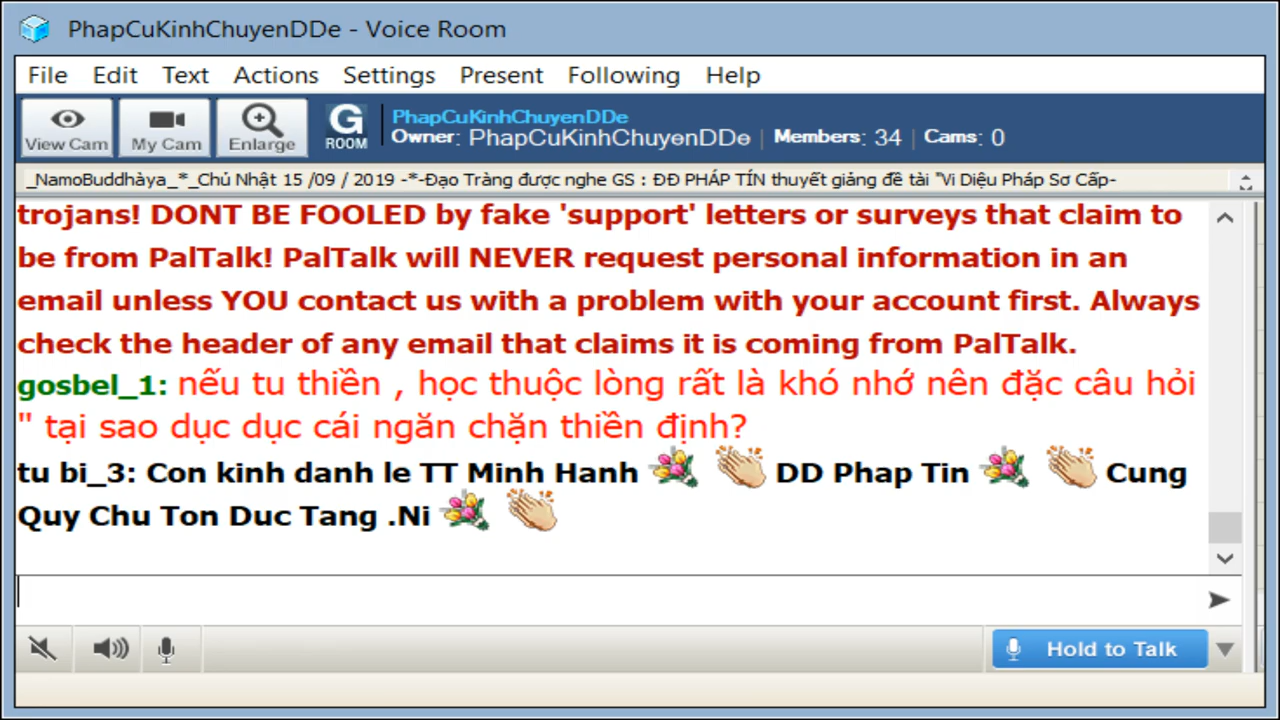 PhapCuKinhChuyenDDe - Voice Room
File Edit Text Actions Settings Present Following Help
View Cam My Cam Enlarge G ROOM
PhapCuKinhChuyenDDe
Owner: PhapCuKinhChuyenDDe | Members: 34 | Cams: 0
_NamoBuddhàya_*_Chủ Nhật 15 /09 / 2019 -*-Đạo Tràng được nghe GS : ĐĐ PHÁP TÍN thuyết giảng đề tài "Vi Diệu Pháp Sơ Cấp-
trojans! DONT BE FOOLED by fake 'support' letters or surveys that claim to
be from PalTalk! PalTalk will NEVER request personal information in an
email unless YOU contact us with a problem with your account first. Always
check the header of any email that claims it is coming from PalTalk.
gosbel_1: nếu tu thiền , học thuộc lòng rất là khó nhớ nên đặc câu hỏi
" tại sao dục dục cái ngăn chặn thiền định?
tu bi_3: Con kinh danh le TT Minh Hanh DD Phap Tin Cung
Quy Chu Ton Duc Tang .Ni
Hold to Talk